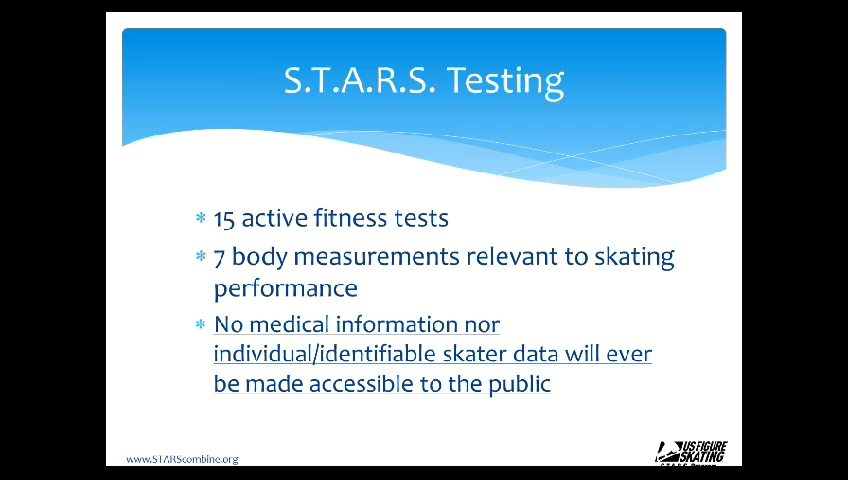 S.T.A.R.S. Testing
* 15 active fitness tests
* 7 body measurements relevant to skating
performance
* No medical information nor
individual/identifiable skater data will ever
be made accessible to the public
www.STARScombine.org
US FIGURE
SKATING
S.T.A.R.S.